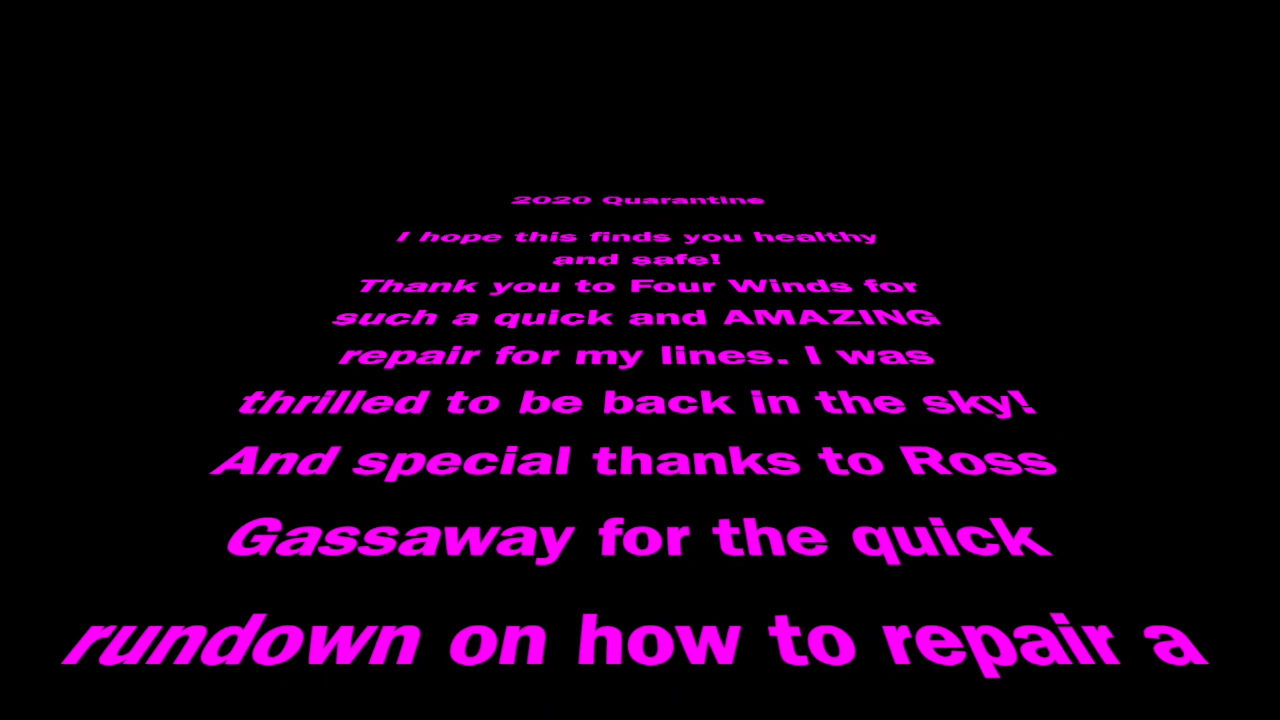 2020 Quarantine
I hope this finds you healthy
and safe!
Thank you to Four Winds for
such a quick and AMAZING
repair for my lines. I was
thrilled to be back in the sky!
And special thanks to Ross
Gassaway for the quick
rundown on how to repair a